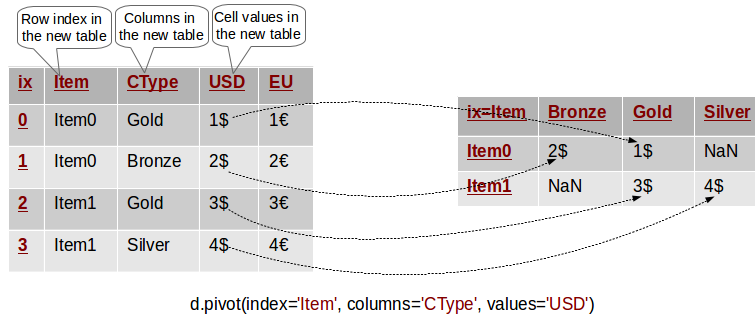 Row index in
the new table
Columns in
the new table
Cell values in
the new table
ix Item CType USD EU
0 Item0 Gold 1$ 1€
1 Item0 Bronze 2$ 2€
2 Item1 Gold 3$ 3€
3 Item1 Silver 4$ 4€
ix=Item Bronze Gold Silver
Item0 2$ 1$ NaN
Item1 NaN 3$ 4$
d.pivot(index='Item', columns='CType', values='USD')